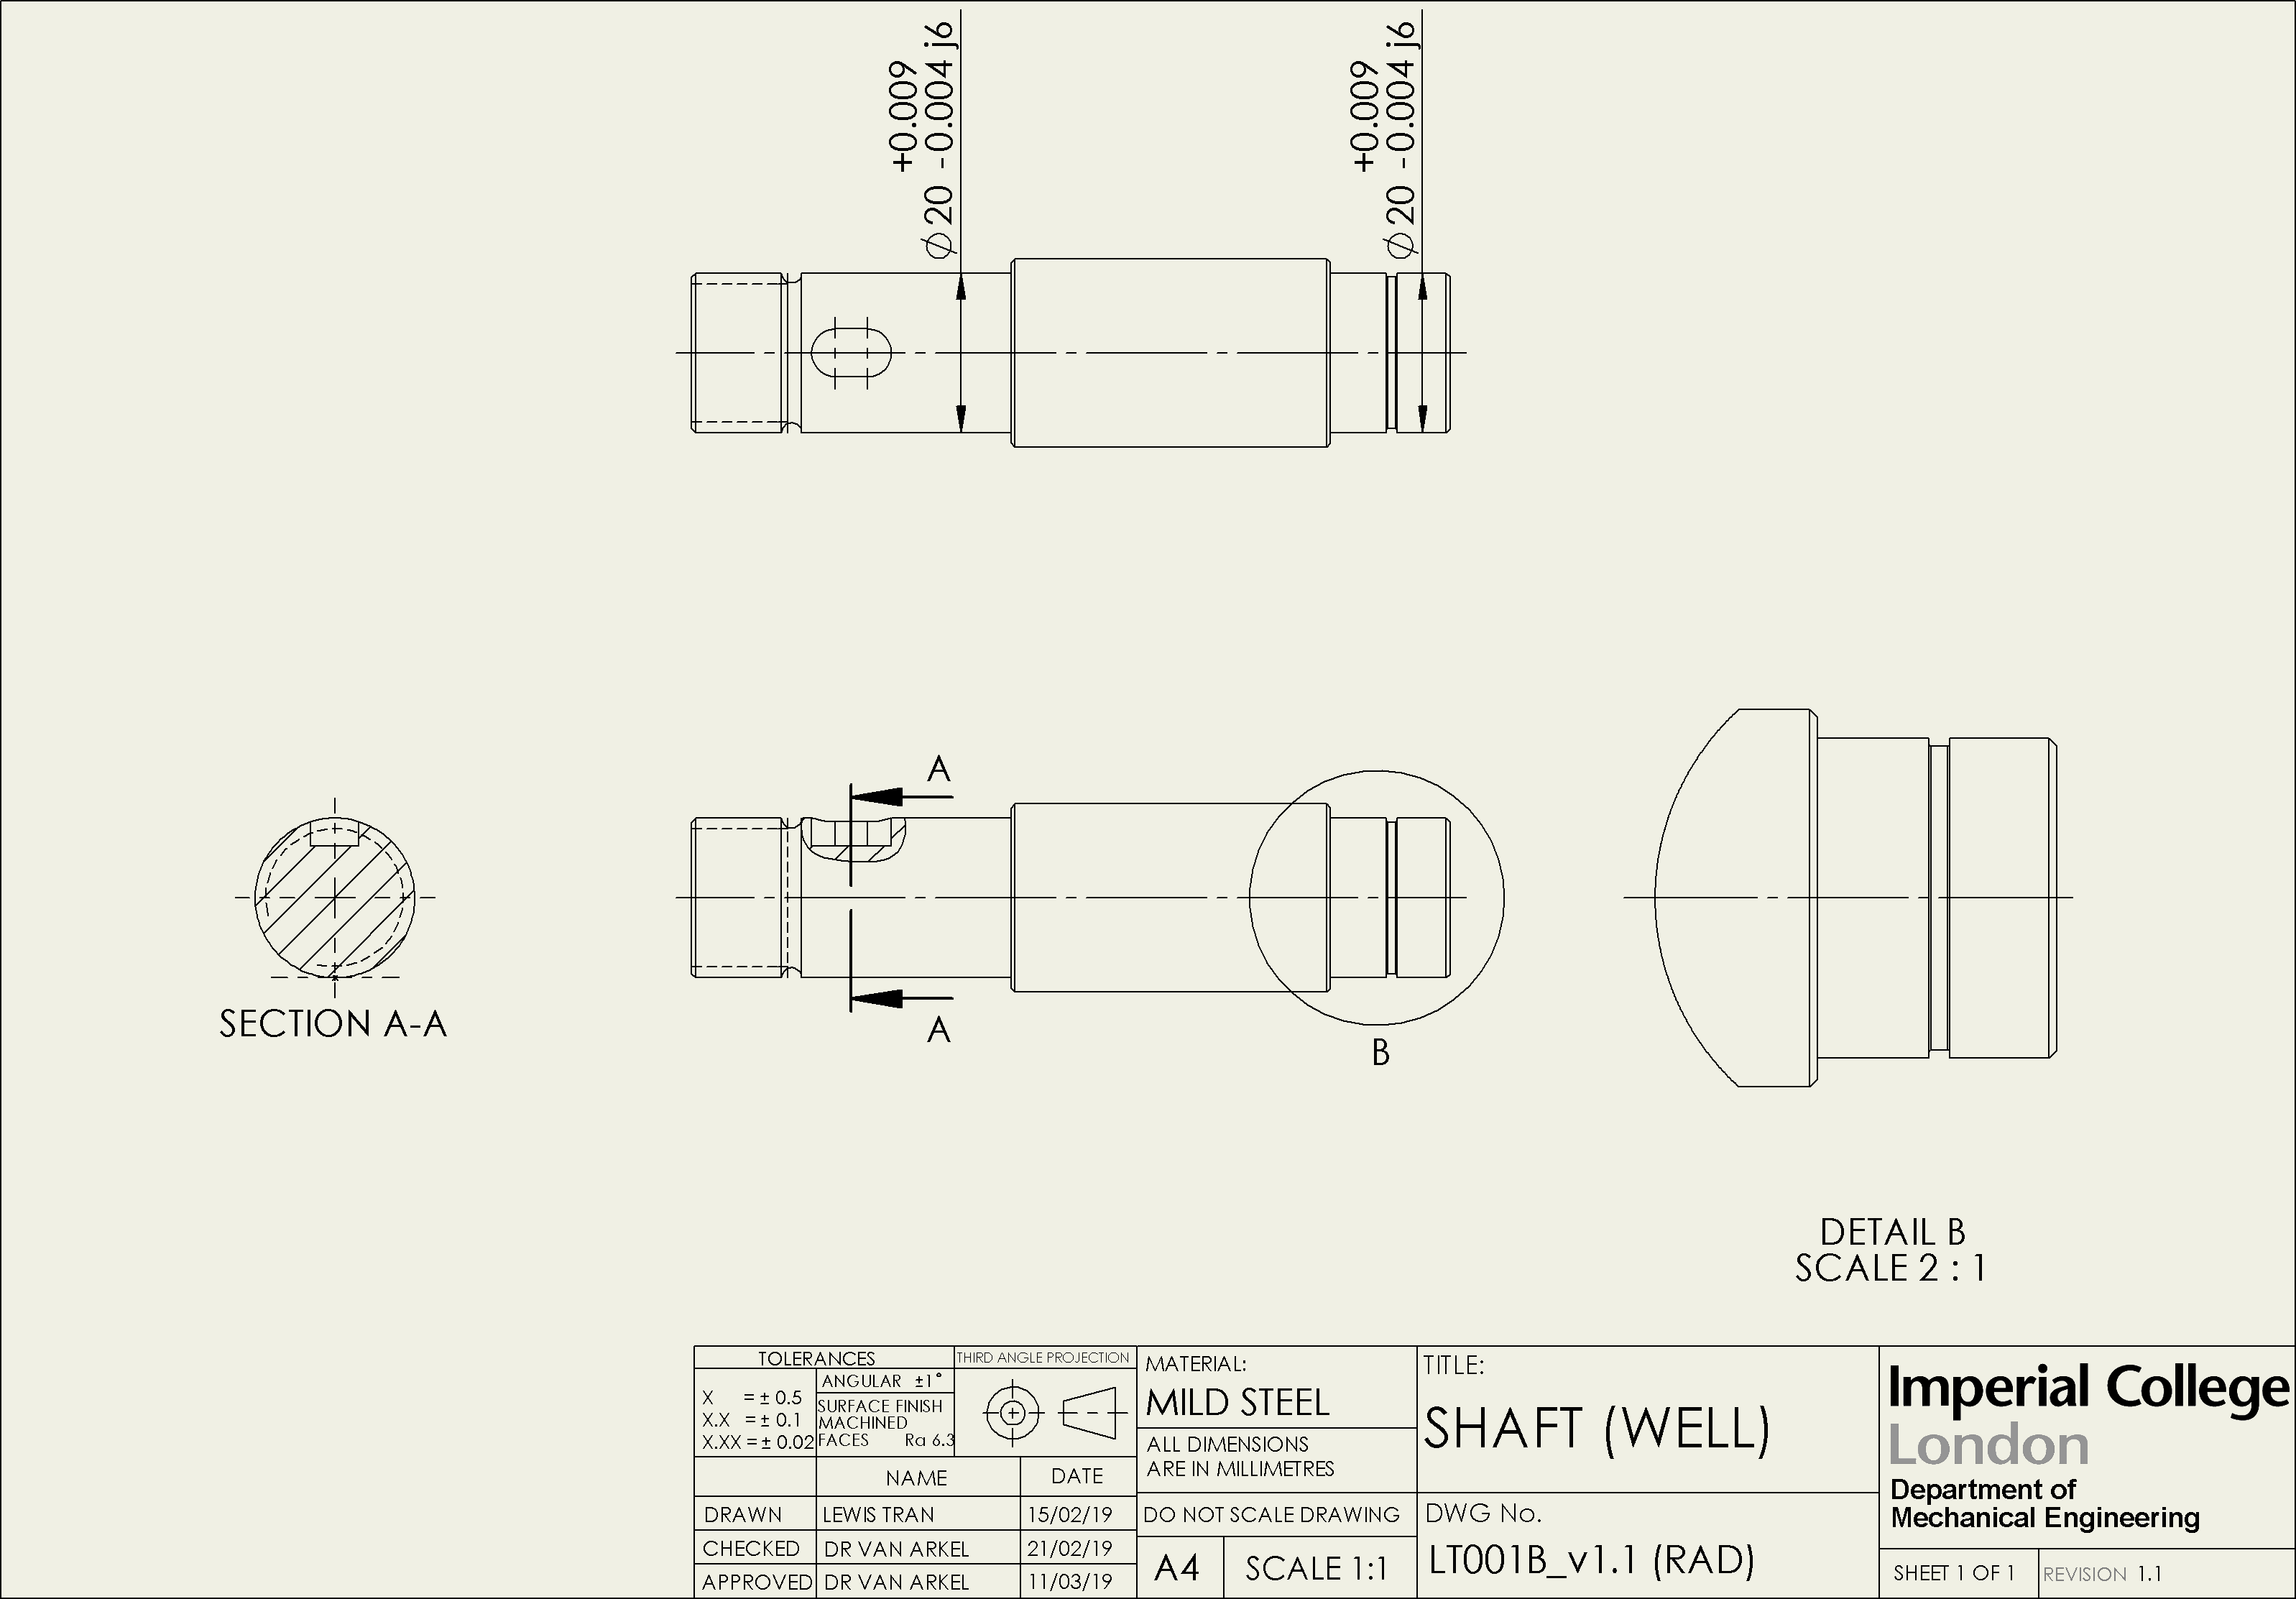 +0.009
⌀20 -0.004 j6
+0.009
⌀20 -0.004 j6
A
A
B
SECTION A-A
DETAIL B
SCALE 2 : 1
TOLERANCES
X = ± 0.5
X.X = ± 0.1
X.XX = ± 0.02
ANGULAR ±1°
SURFACE FINISH
MACHINED
FACES Ra 6.3
THIRD ANGLE PROJECTION
NAME DATE
DRAWN LEWIS TRAN 15/02/19
CHECKED DR VAN ARKEL 21/02/19
APPROVED DR VAN ARKEL 11/03/19
MATERIAL:
MILD STEEL
ALL DIMENSIONS
ARE IN MILLIMETRES
DO NOT SCALE DRAWING
A4 SCALE 1:1
TITLE:
SHAFT (WELL)
DWG No.
LT001B_v1.1 (RAD)
Imperial College
London
Department of
Mechanical Engineering
SHEET 1 OF 1 REVISION 1.1